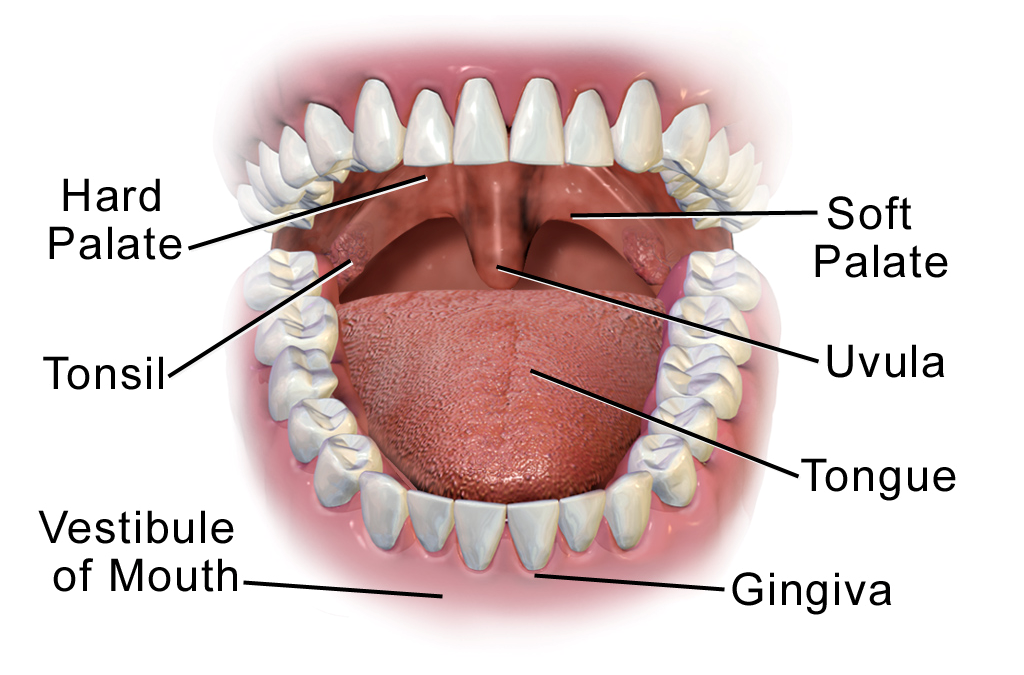 Hard
Palate
Tonsil
Vestibule
of Mouth
Soft
Palate
Uvula
Tongue
Gingiva